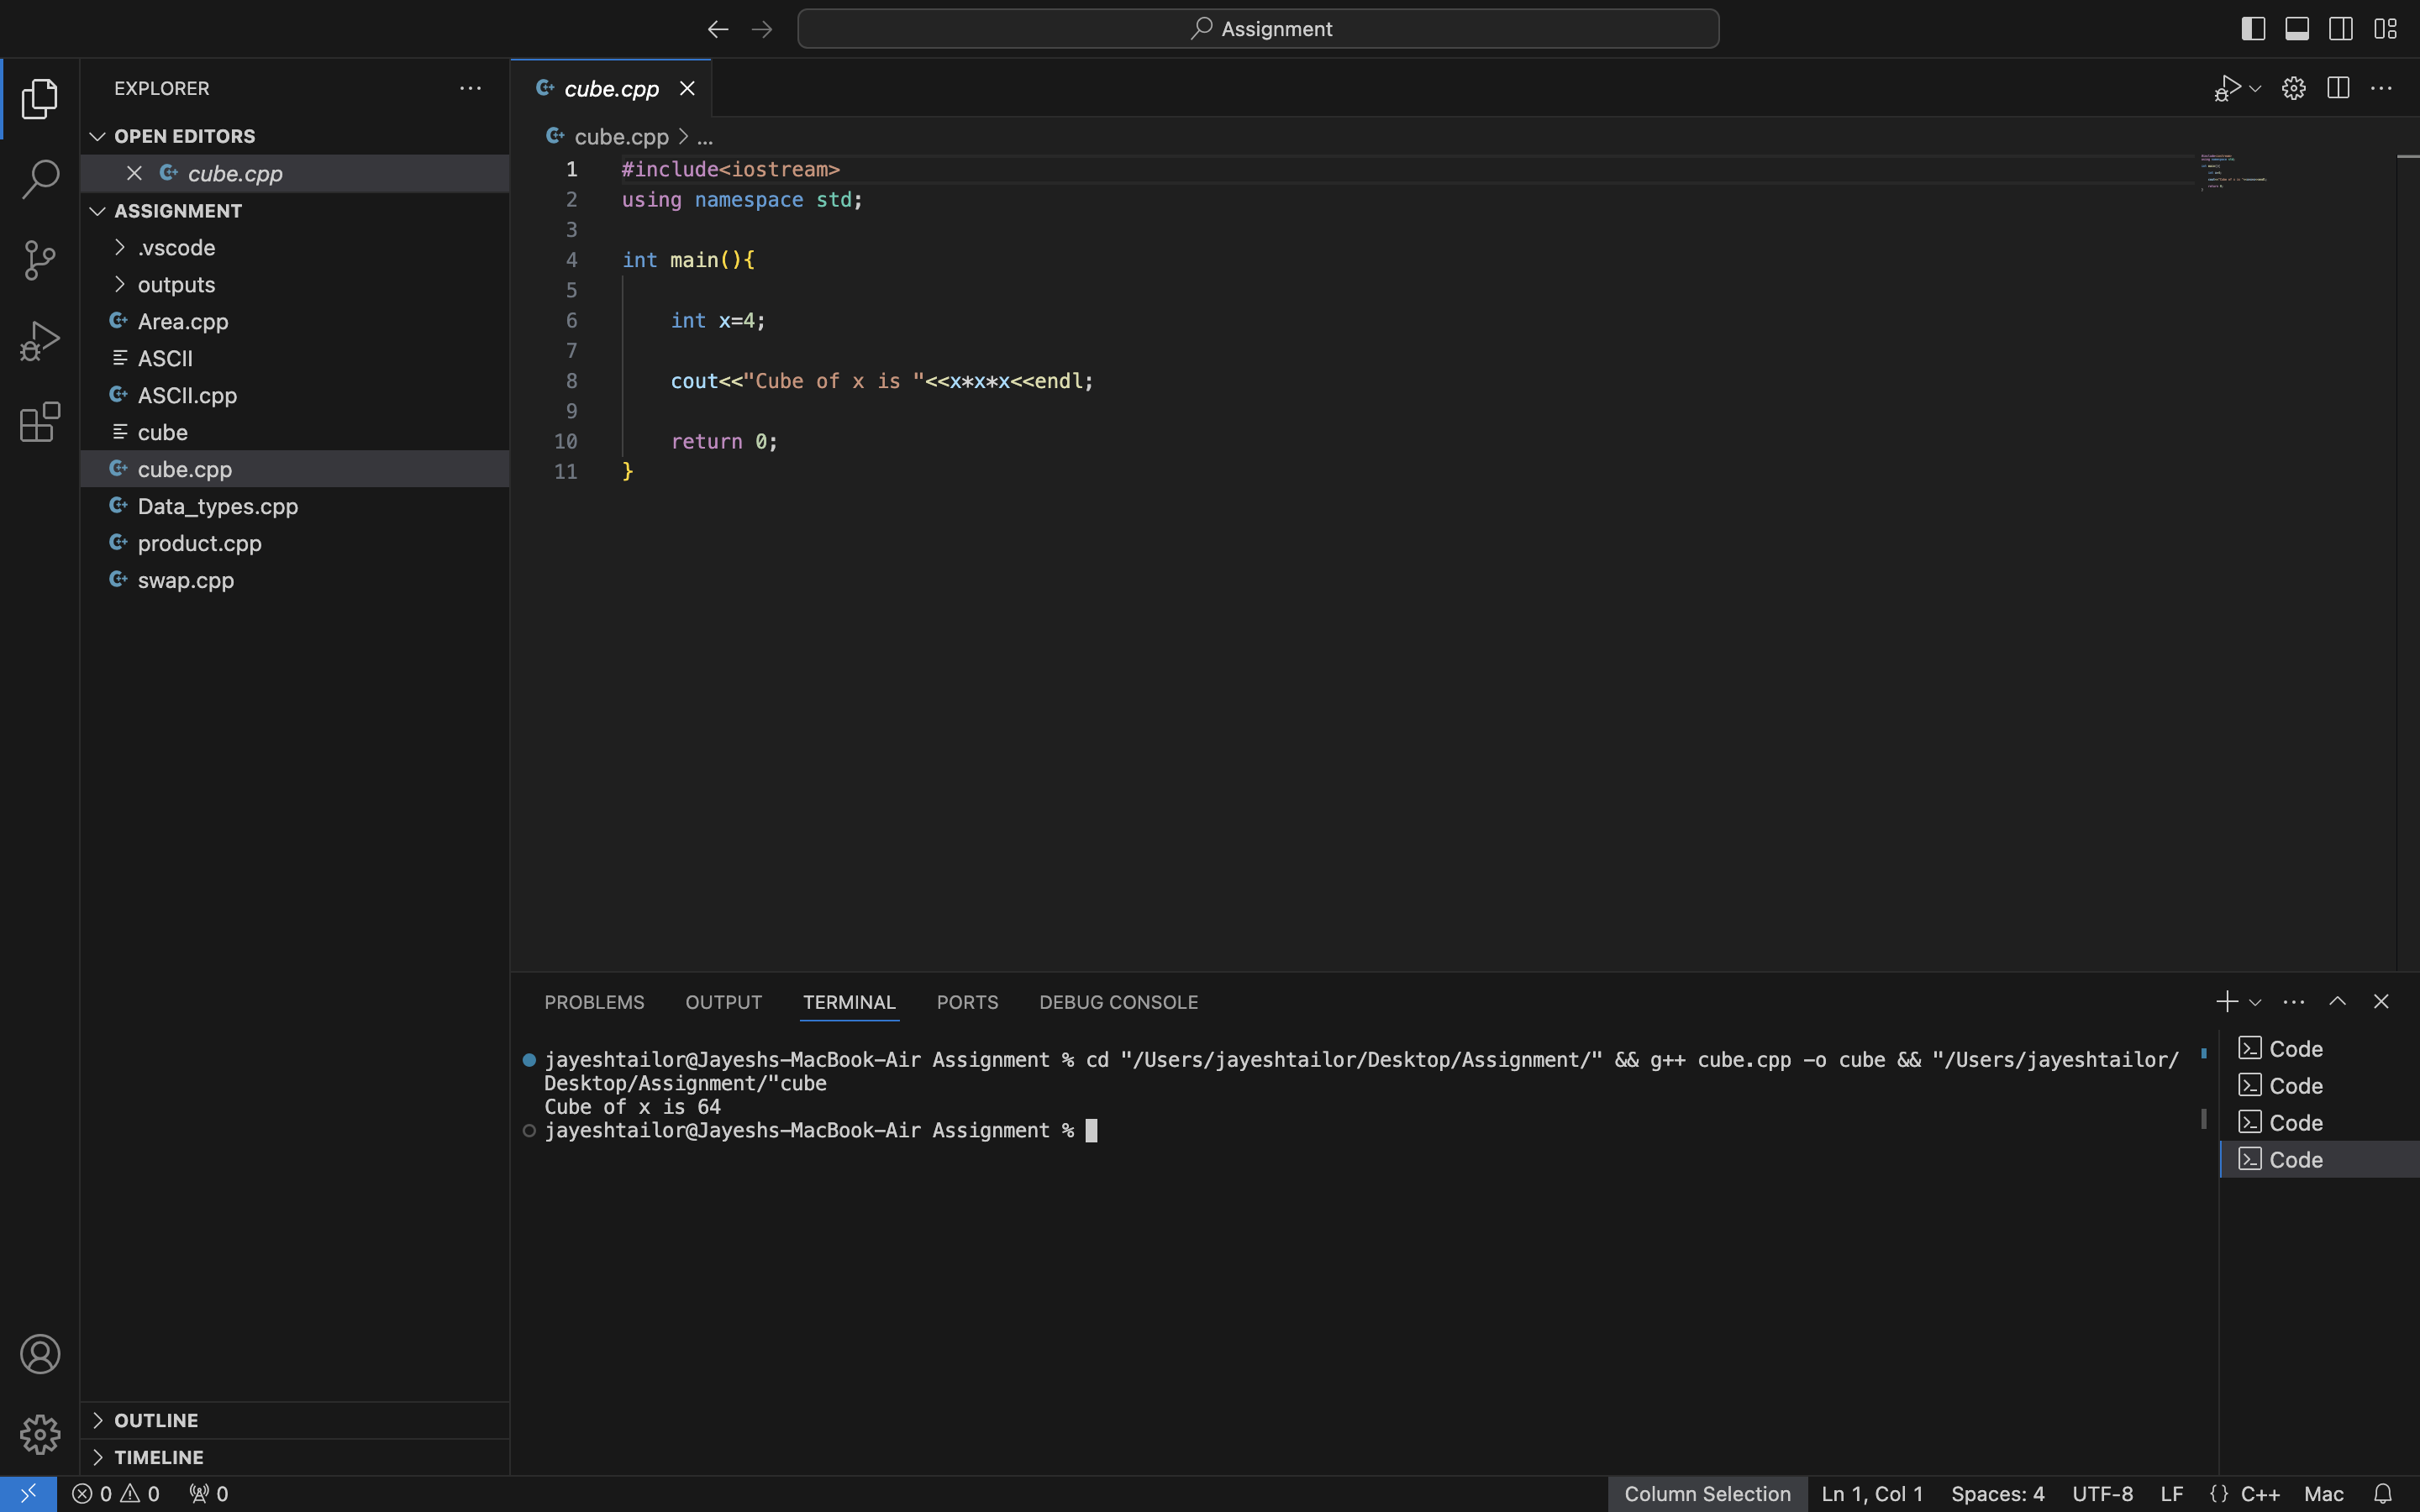 Assignment
EXPLORER
OPEN EDITORS
cube.cpp
ASSIGNMENT
.vscode
outputs
Area.cpp
ASCII
ASCII.cpp
cube
cube.cpp
Data_types.cpp
product.cpp
swap.cpp
OUTLINE
TIMELINE
cube.cpp
cube.cpp > ...
1 #include<iostream>
2 using namespace std;
3
4 int main(){
5
6 int x=4;
7
8 cout<<"Cube of x is "<<x*x*x<<endl;
9
10 return 0;
11 }
PROBLEMS OUTPUT TERMINAL PORTS DEBUG CONSOLE
jayeshtailor@Jayeshs-MacBook-Air Assignment % cd "/Users/jayeshtailor/Desktop/Assignment/" && g++ cube.cpp -o cube && "/Users/jayeshtailor/
Desktop/Assignment/"cube
Cube of x is 64
jayeshtailor@Jayeshs-MacBook-Air Assignment %
Code
Code
Code
Code
0 0 0 Column Selection Ln 1, Col 1 Spaces: 4 UTF-8 LF {} C++ Mac